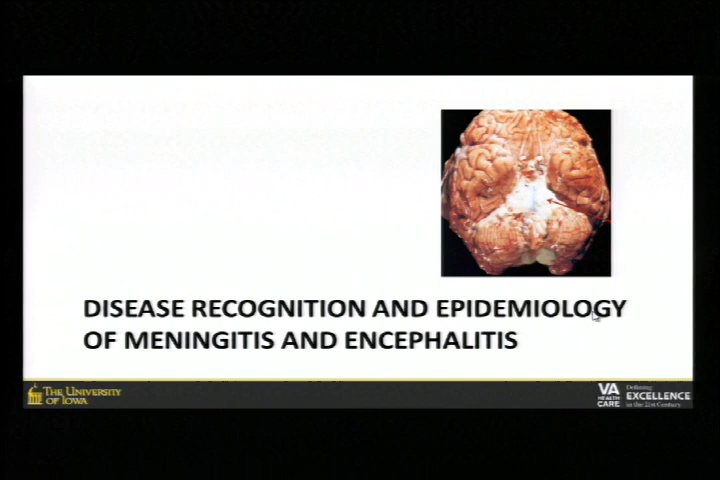 DISEASE RECOGNITION AND EPIDEMIOLOGY
OF MENINGITIS AND ENCEPHALITIS
THE UNIVERSITY
OF IOWA
VA
HEALTH
CARE
Defining
EXCELLENCE
in the 21st Century